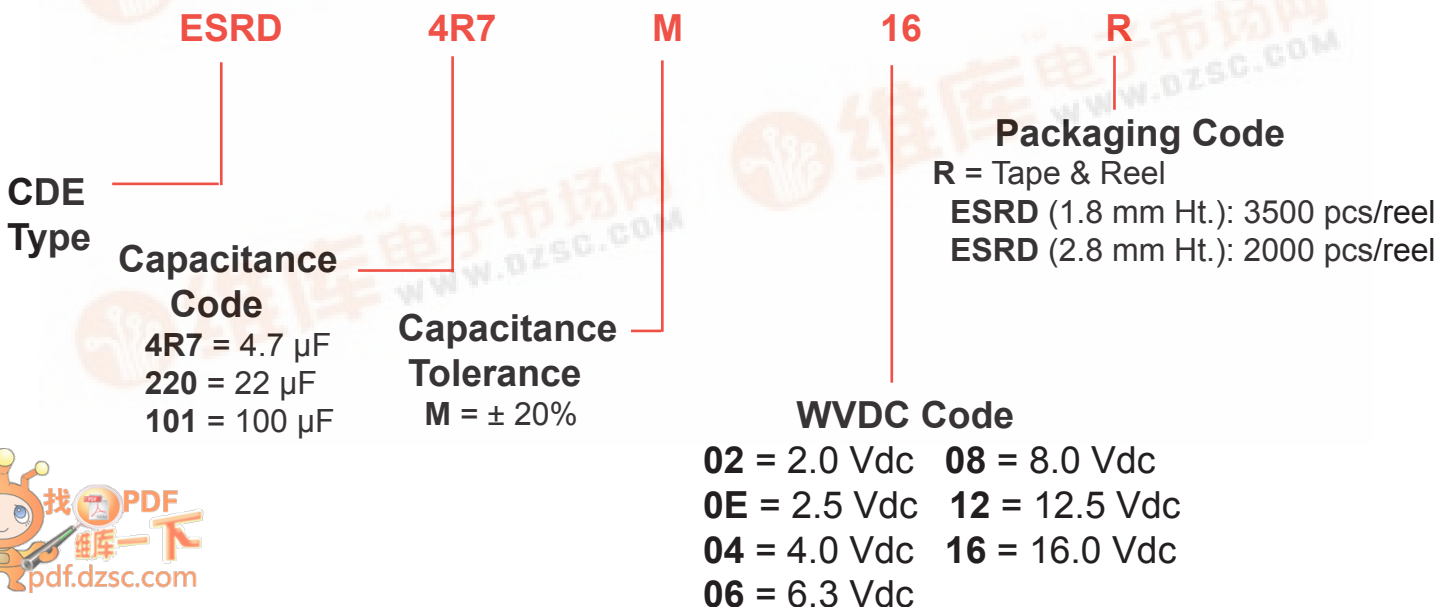 ESRD 4R7 M 16 R
CDE
Type
Capacitance
Code
4R7 = 4.7 µF
220 = 22 µF
101 = 100 µF
Capacitance
Tolerance
M = ± 20%
WVDC Code
02 = 2.0 Vdc 08 = 8.0 Vdc
0E = 2.5 Vdc 12 = 12.5 Vdc
04 = 4.0 Vdc 16 = 16.0 Vdc
06 = 6.3 Vdc
Packaging Code
R = Tape & Reel
ESRD (1.8 mm Ht.): 3500 pcs/reel
ESRD (2.8 mm Ht.): 2000 pcs/reel
维库电子市场网™
WWW.DZSC.COM
维库电子市场网™
WWW.DZSC.COM
找 PDF
维库一下
pdf.dzsc.com